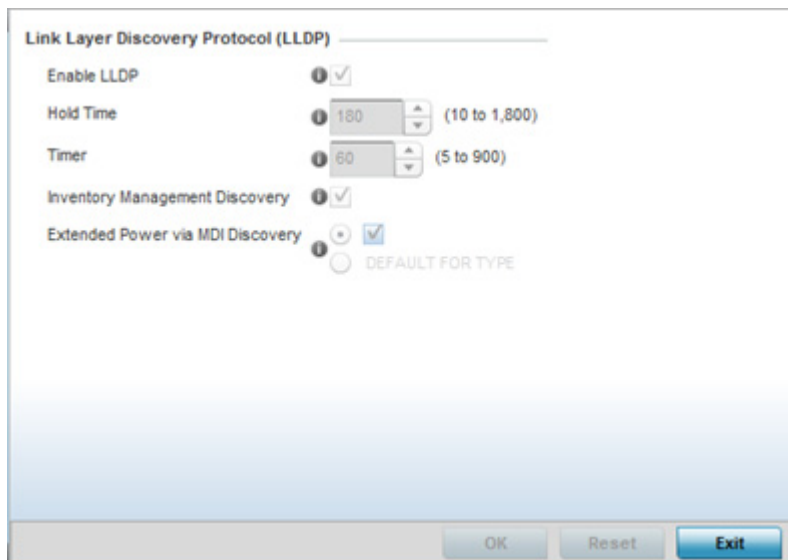 Link Layer Discovery Protocol (LLDP)
Enable LLDP
Hold Time 180 (10 to 1,800)
Timer 60 (5 to 900)
Inventory Management Discovery
Extended Power via MDI Discovery
DEFAULT FOR TYPE
OK Reset Exit